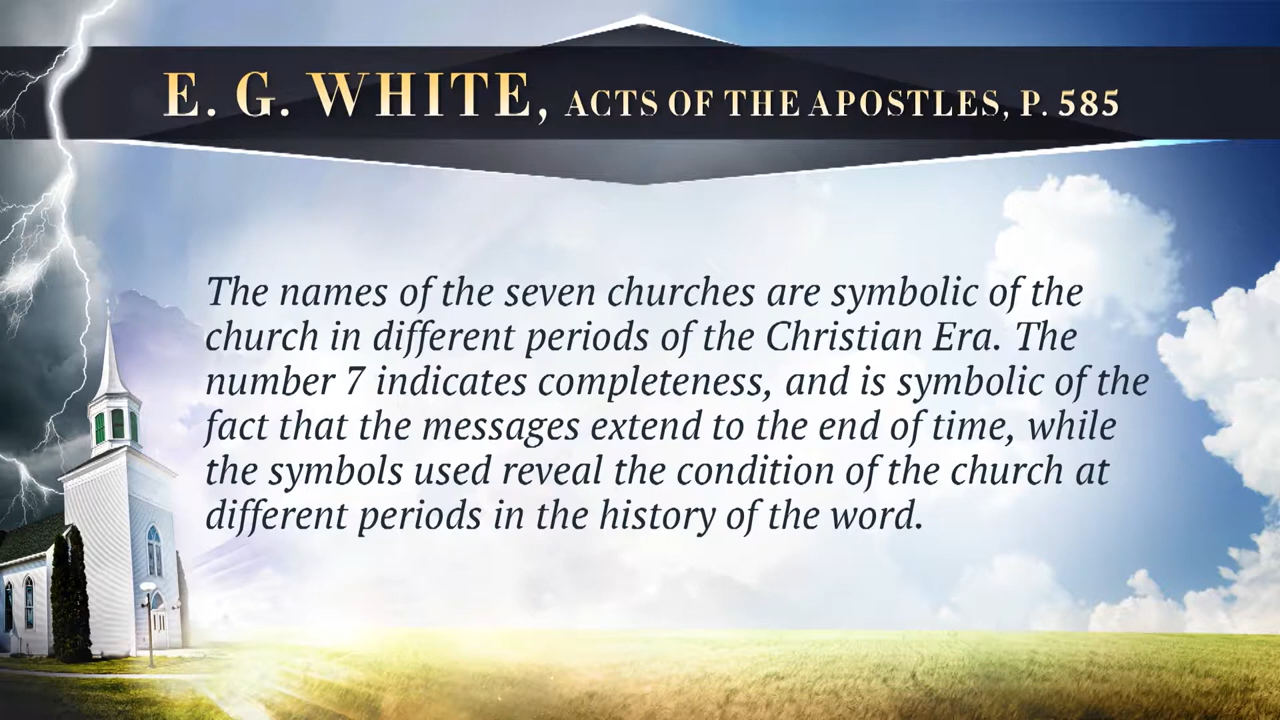 E. G. WHITE, ACTS OF THE APOSTLES, P. 585
The names of the seven churches are symbolic of the
church in different periods of the Christian Era. The
number 7 indicates completeness, and is symbolic of the
fact that the messages extend to the end of time, while
the symbols used reveal the condition of the church at
different periods in the history of the word.